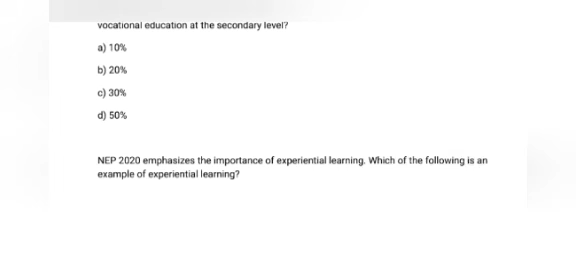 vocational education at the secondary level?
a) 10%
b) 20%
c) 30%
d) 50%
NEP 2020 emphasizes the importance of experiential learning. Which of the following is an
example of experiential learning?